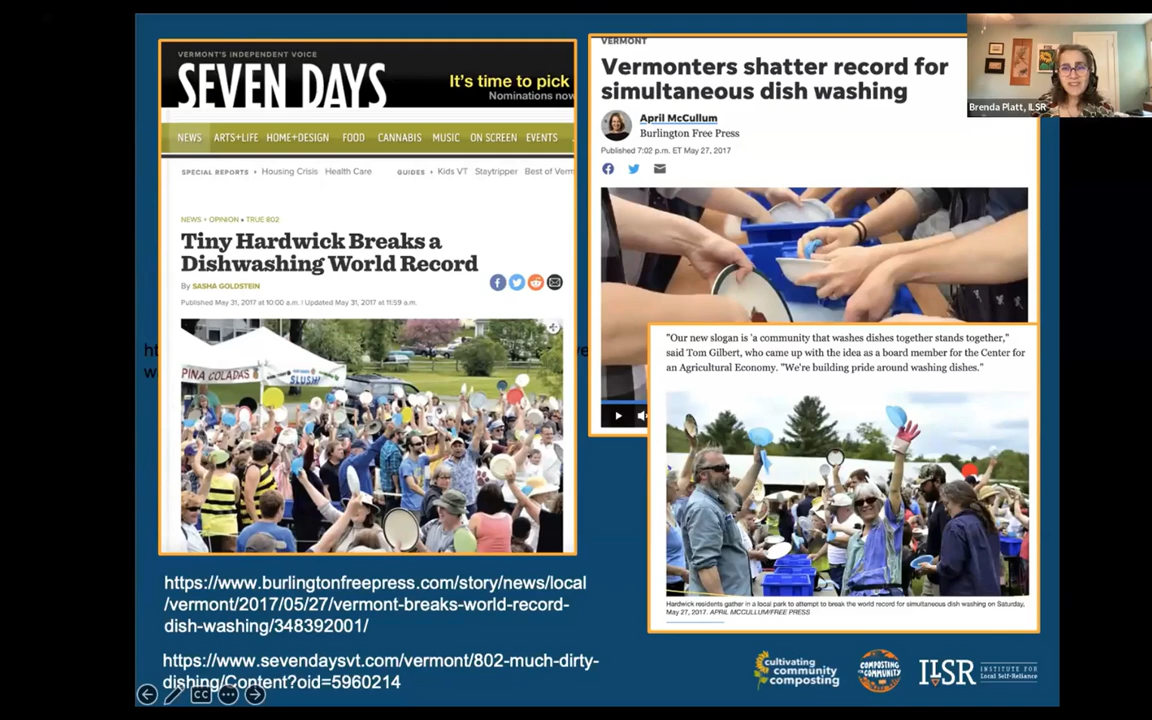 VERMONT'S INDEPENDENT VOICE
SEVEN DAYS
It's time to pick
Nominations now
NEWS ARTS+LIFE HOME+DESIGN FOOD CANNABIS MUSIC ON SCREEN EVENTS
SPECIAL REPORTS Housing Crisis Health Care GUIDES Kids VT Staytripper Best of Verm
NEWS + OPINION • TRUE 802
Tiny Hardwick Breaks a
Dishwashing World Record
By SASHA GOLDSTEIN
Published May 31, 2017 at 10:00 a.m. | Updated May 31, 2017 at 11:59 a.m.
PINA COLADAS
SLUSH!
https://www.burlingtonfreepress.com/story/news/local
/vermont/2017/05/27/vermont-breaks-world-record-
dish-washing/348392001/
https://www.sevendaysvt.com/vermont/802-much-dirty-
dishing/Content?oid=5960214
CC
VERMONT
Vermonters shatter record for
simultaneous dish washing
April McCullum
Burlington Free Press
Published 7:02 p.m. ET May 27, 2017
"Our new slogan is 'a community that washes dishes together stands together,"
said Tom Gilbert, who came up with the idea as a board member for the Center for
an Agricultural Economy. "We're building pride around washing dishes."
Hardwick residents gather in a local park to attempt to break the world record for simultaneous dish washing on Saturday,
May 27, 2017. APRIL MCCULLUM/FREE PRESS
Brenda Platt, ILSR
cultivating
community
composting
COMPOSTING
FOR COMMUNITY
ILSR
INSTITUTE FOR
Local Self-Reliance